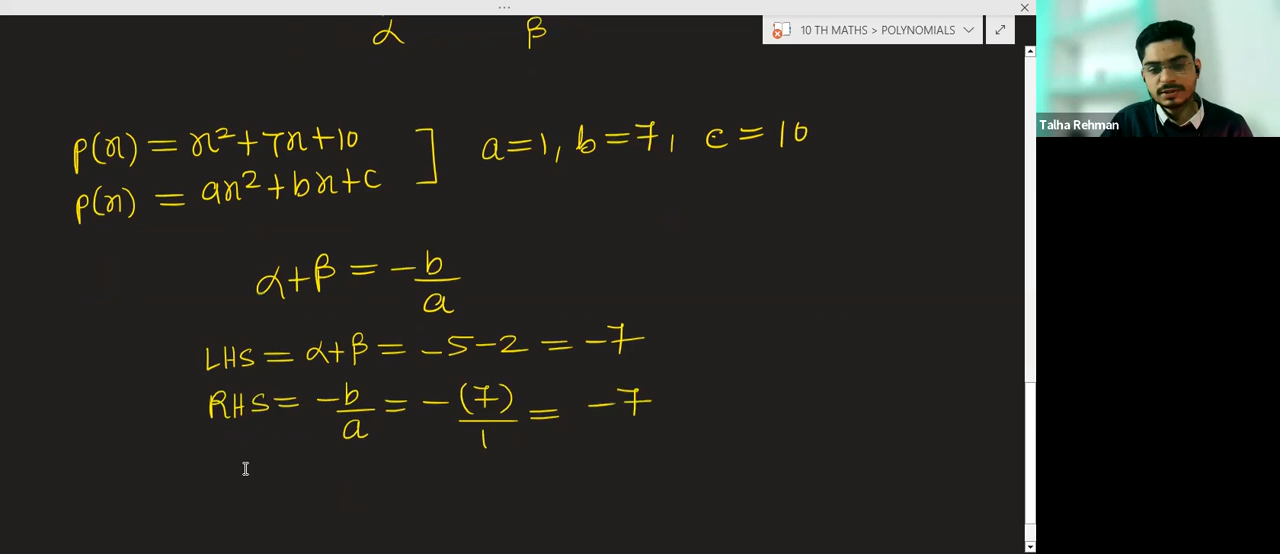 α β
10 TH MATHS > POLYNOMIALS
Talha Rehman
p(x) = x² + 7x + 10
p(x) = ax² + bx + c
] a = 1, b = 7, c = 10
α + β = -b/a
LHS = α + β = -5 - 2 = -7
RHS = -b/a = -(7)/1 = -7